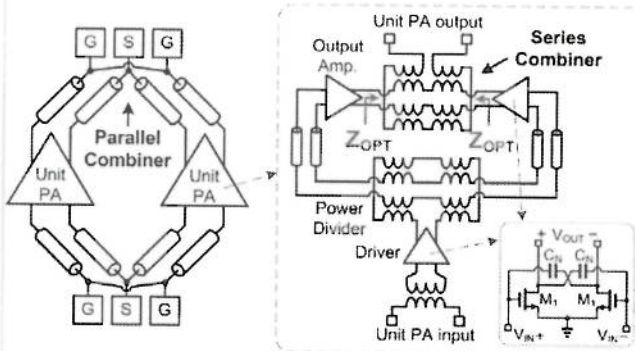 G S G
Parallel
Combiner
Unit
PA
Unit
PA
G S G
Unit PA output
Output
Amp.
Series
Combiner
Z_OPT
Z_OPT
Power
Divider
Driver
Unit PA input
+ V_OUT −
C_N C_N
M_1 M_1
V_IN+ V_IN−